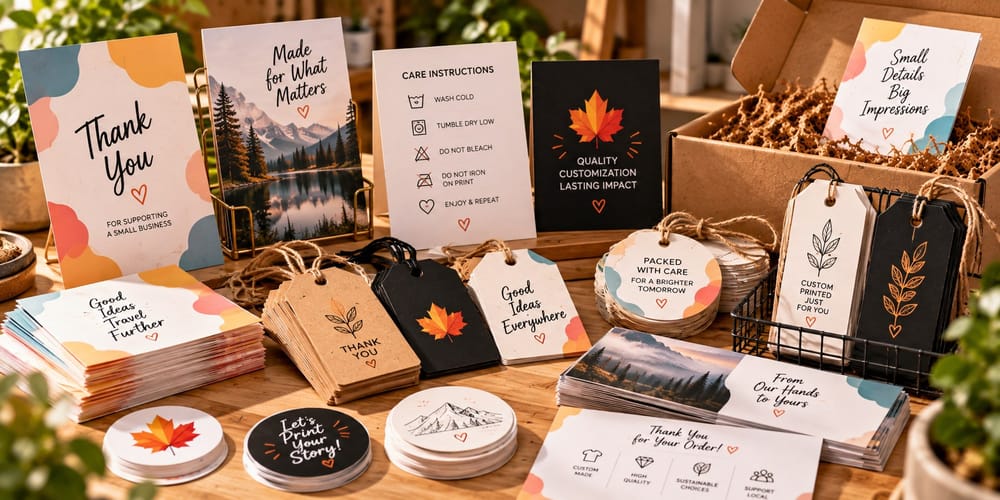 Thank
You
FOR SUPPORTING
A SMALL BUSINESS
Made
for What
Matters
CARE INSTRUCTIONS
WASH COLD
TUMBLE DRY LOW
DO NOT BLEACH
DO NOT IRON
ON PRINT
ENJOY & REPEAT
QUALITY
CUSTOMIZATION
LASTING IMPACT
Small
Details
Big
Impressions
Good
Ideas
Travel
Further
THANK
YOU
Good
Ideas
Everywhere
PACKED
WITH CARE
FOR A BRIGHTER
TOMORROW
CUSTOM
PRINTED
JUST
FOR YOU
Let's
Print
Your
Story!
From
Our Hands
to Yours
Thank You
for Your Order!
CUSTOM
MADE
HIGH
QUALITY
SUSTAINABLE
CHOICES
SUPPORT
LOCAL